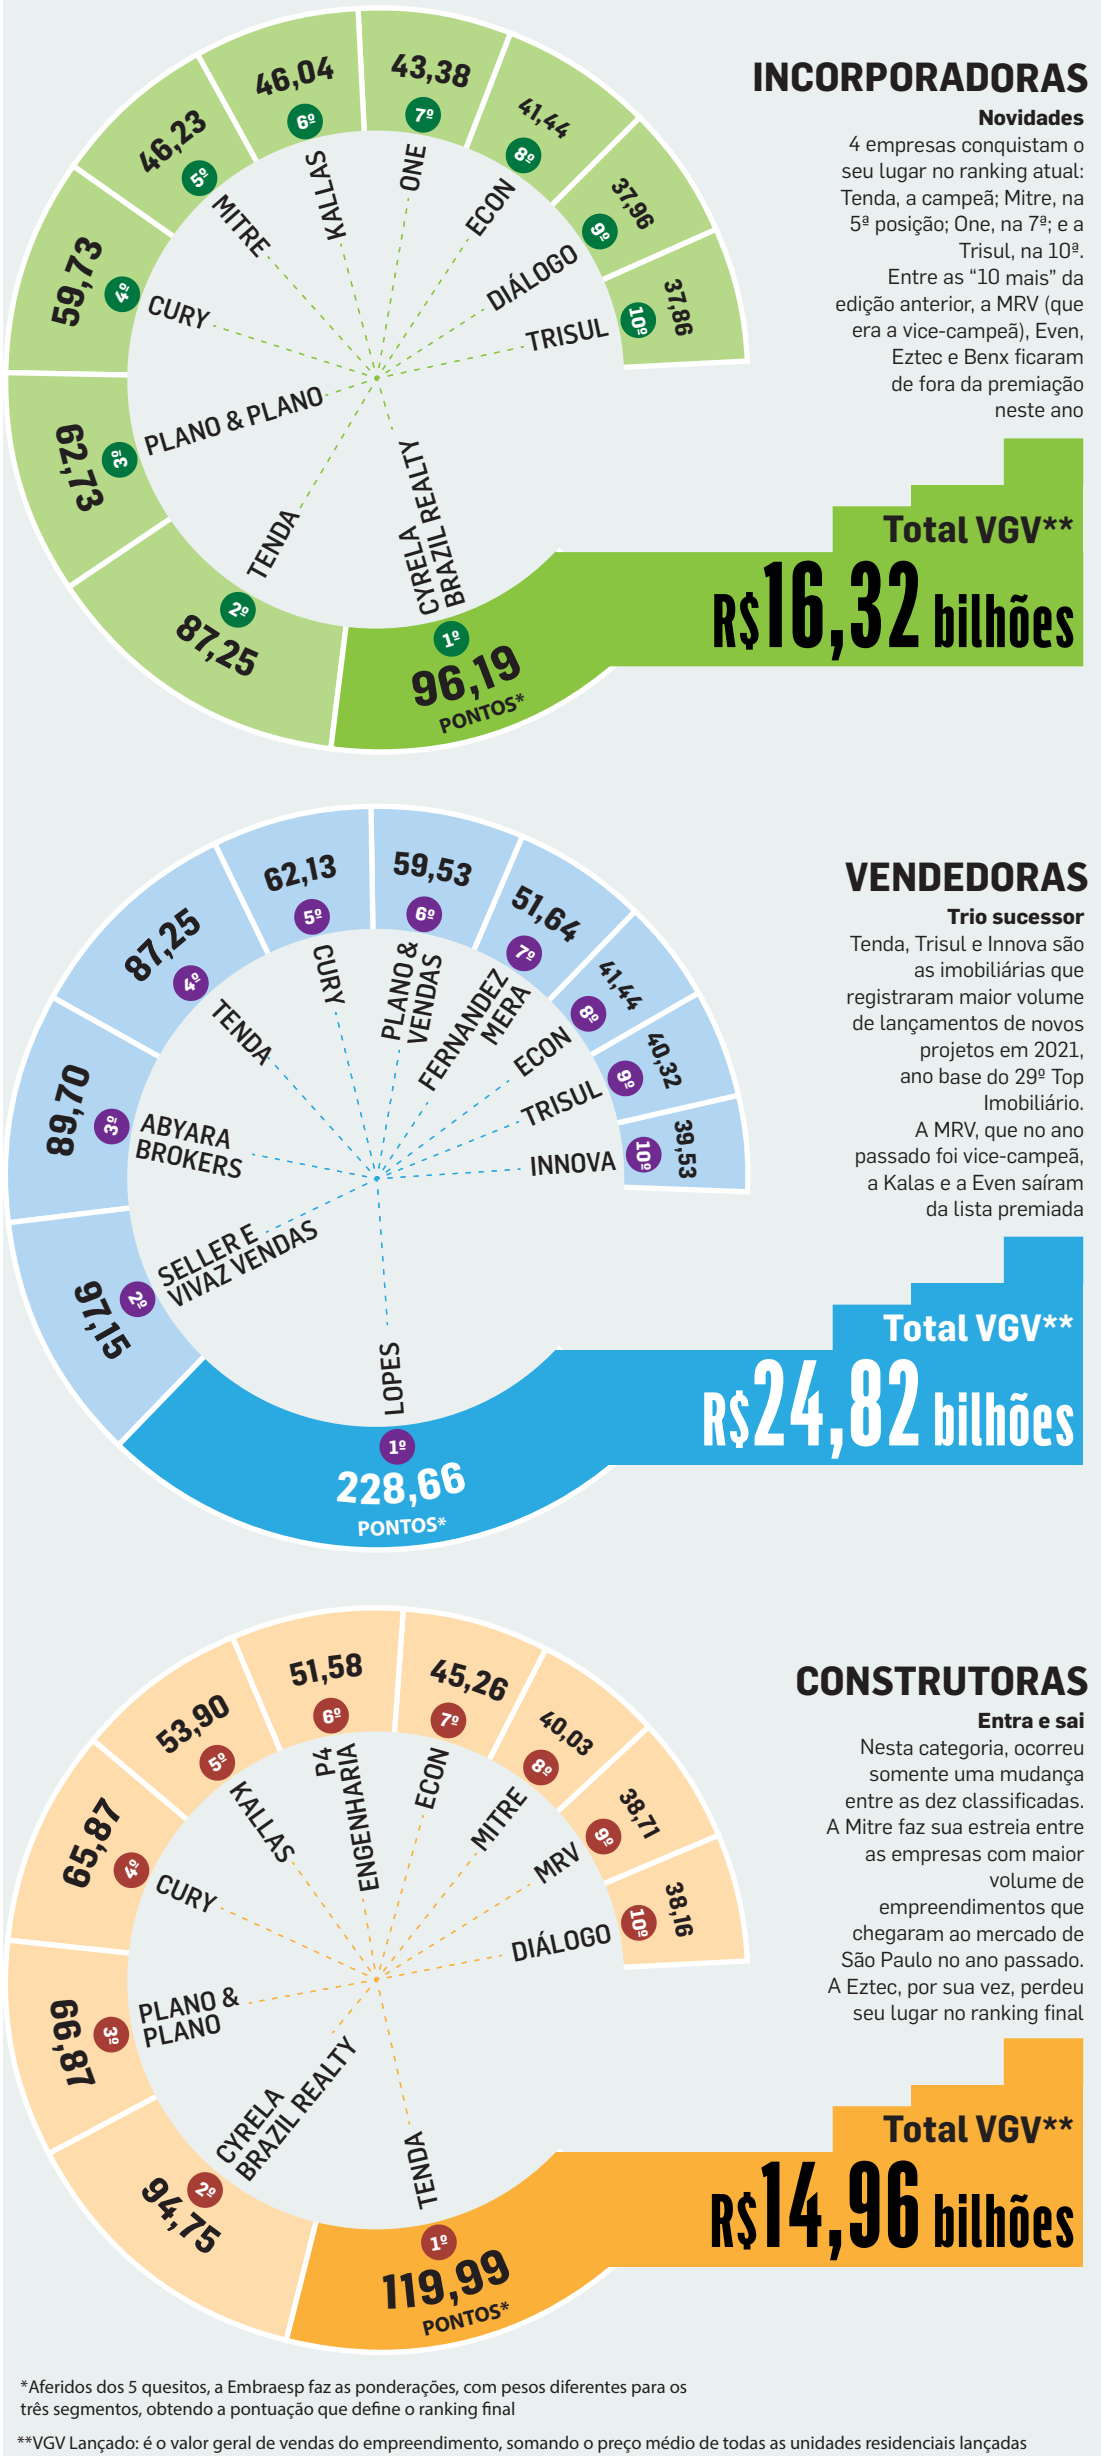 INCORPORADORAS
Novidades
4 empresas conquistam o
seu lugar no ranking atual:
Tenda, a campeã; Mitre, na
5ª posição; One, na 7ª; e a
Trisul, na 10ª.
Entre as “10 mais” da
edição anterior, a MRV (que
era a vice-campeã), Even,
Eztec e Benx ficaram
de fora da premiação
neste ano
Total VGV**
R$16,32 bilhões
1º
96,19
PONTOS*
CYRELA
BRAZIL REALTY
2º
87,25
TENDA
3º
62,73
PLANO & PLANO
4º
59,73
CURY
5º
46,23
MITRE
6º
46,04
KALLAS
7º
43,38
ONE
8º
41,44
ECON
9º
37,96
DIÁLOGO
10º
37,86
TRISUL
VENDEDORAS
Trio sucessor
Tenda, Trisul e Innova são
as imobiliárias que
registraram maior volume
de lançamentos de novos
projetos em 2021,
ano base do 29º Top
Imobiliário.
A MRV, que no ano
passado foi vice-campeã,
a Kalas e a Even saíram
da lista premiada
Total VGV**
R$24,82 bilhões
1º
228,66
PONTOS*
LOPES
2º
97,15
SELLER E
VIVAZ VENDAS
3º
89,70
ABYARA
BROKERS
4º
87,25
TENDA
5º
62,13
CURY
6º
59,53
PLANO &
VENDAS
7º
51,64
FERNANDEZ
MERA
8º
41,44
ECON
9º
40,32
TRISUL
10º
39,53
INNOVA
CONSTRUTORAS
Entra e sai
Nesta categoria, ocorreu
somente uma mudança
entre as dez classificadas.
A Mitre faz sua estreia entre
as empresas com maior
volume de
empreendimentos que
chegaram ao mercado de
São Paulo no ano passado.
A Eztec, por sua vez, perdeu
seu lugar no ranking final
Total VGV**
R$14,96 bilhões
1º
119,99
PONTOS*
TENDA
2º
94,75
CYRELA
BRAZIL REALTY
3º
66,87
PLANO &
PLANO
4º
65,87
CURY
5º
53,90
KALLAS
6º
51,58
P4
ENGENHARIA
7º
45,26
ECON
8º
40,03
MITRE
9º
38,71
MRV
10º
38,16
DIÁLOGO
*Aferidos dos 5 quesitos, a Embraesp faz as ponderações, com pesos diferentes para os
três segmentos, obtendo a pontuação que define o ranking final
**VGV Lançado: é o valor geral de vendas do empreendimento, somando o preço médio de todas as unidades residenciais lançadas